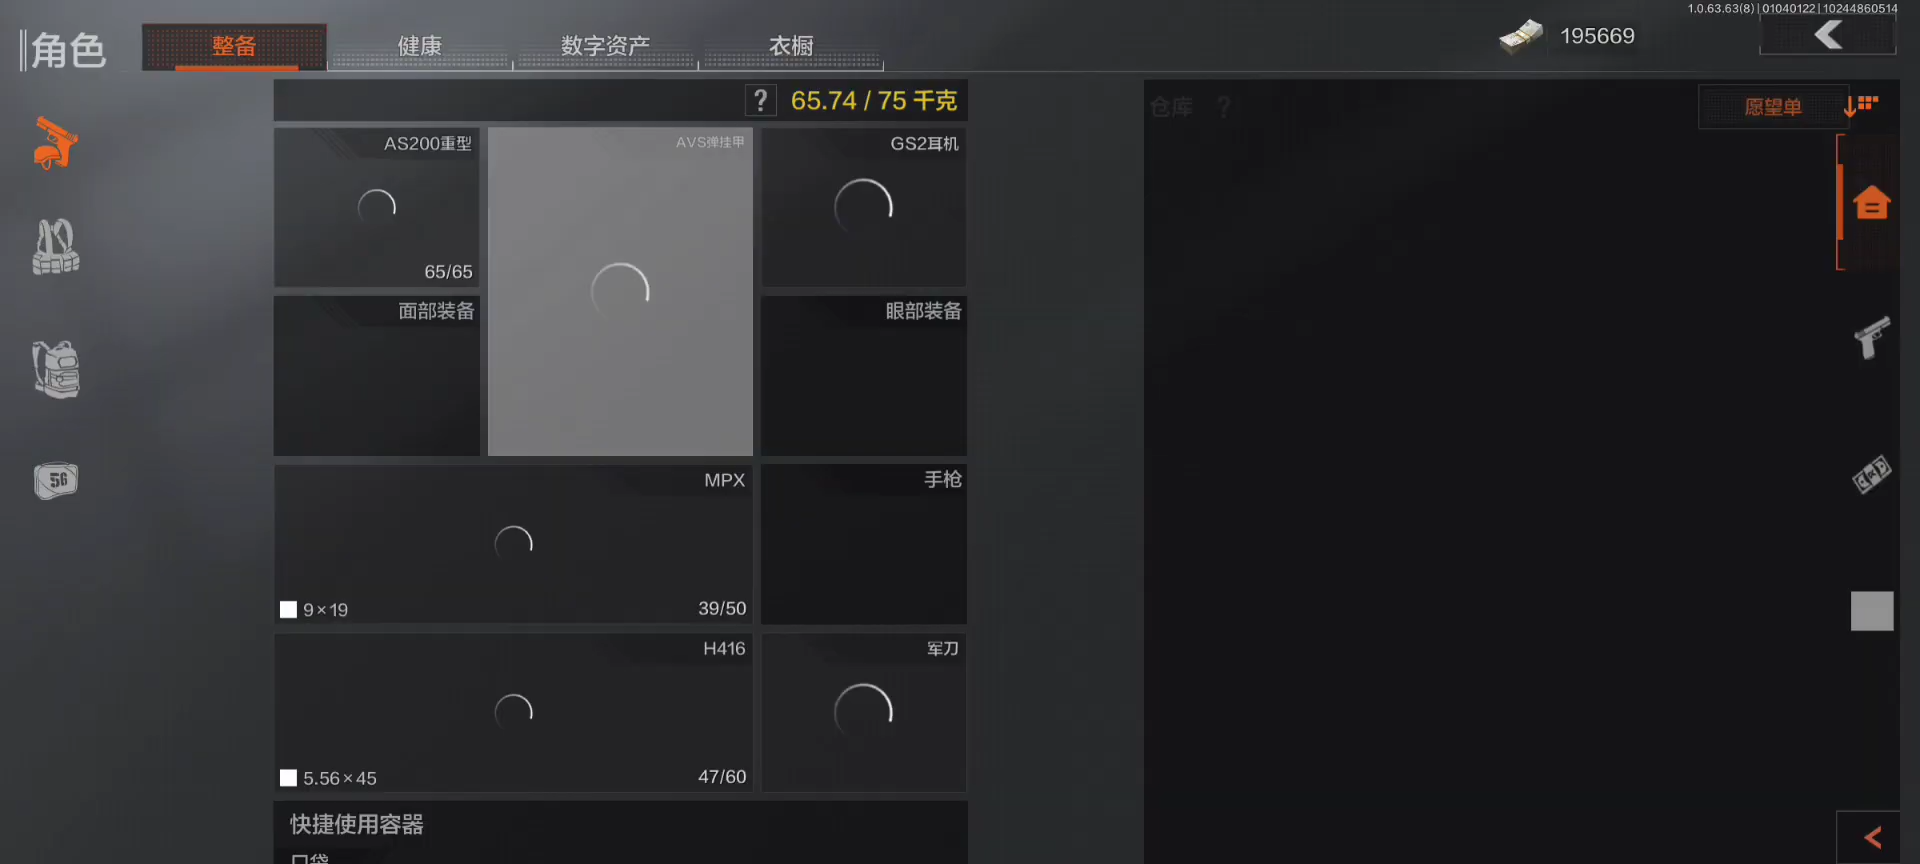 1.0.63.63(8) | 01040122 | 10244860514
角色
整备
健康
数字资产
衣橱
195669
? 65.74 / 75 千克
仓库 ?
愿望单
AS200重型
65/65
AVS弹挂甲
GS2耳机
面部装备
眼部装备
MPX
9×19
39/50
手枪
H416
5.56×45
47/60
军刀
56
快捷使用容器
口袋